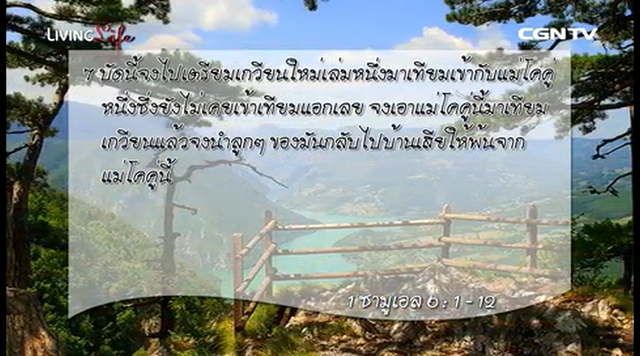 LIVING Life
CGNTV
7 บัดนี้จงไปเตรียมเกวียนใหม่เล่มหนึ่งมาเทียมเข้ากับแม่โคคู่
หนึ่งซึ่งยังไม่เคยเข้าเทียมแอกเลย จงเอาแม่โคคู่นี้มาเทียม
เกวียนแล้วจงนำลูกๆ ของมันกลับไปบ้านเสียให้พ้นจาก
แม่โคคู่นี้
1 ซามูเอล 6 : 1 - 12